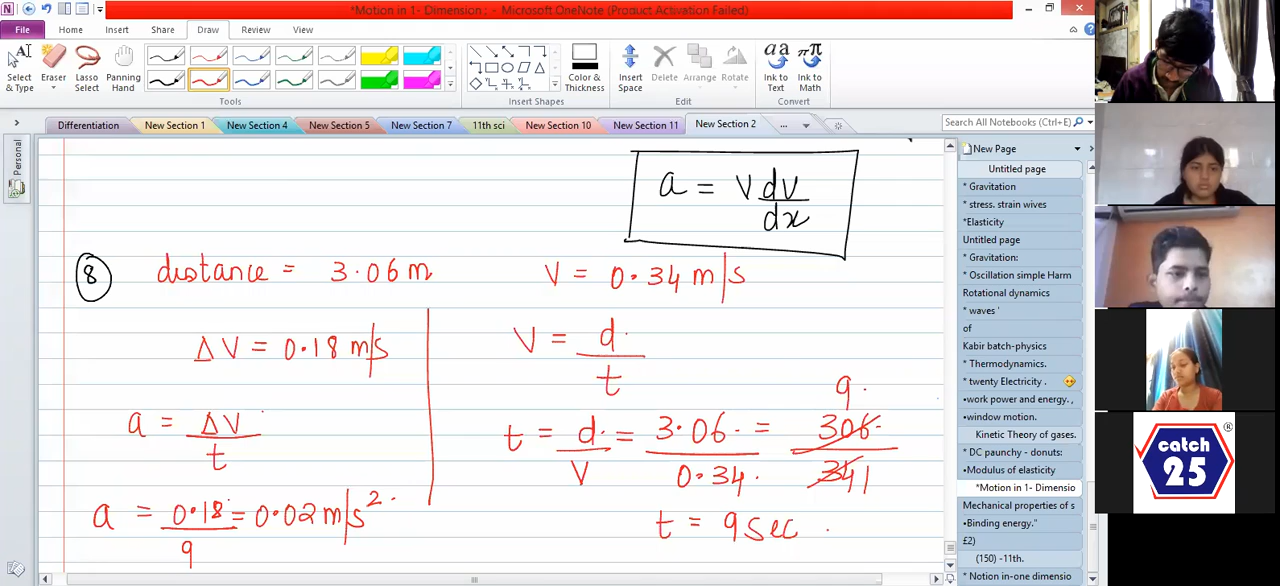 *Motion in 1- Dimension : - Microsoft OneNote (Product Activation Failed)
File Home Insert Share Draw Review View
Select & Type
Eraser
Lasso Select
Panning Hand
Color & Thickness
Insert Space
Delete
Arrange
Rotate
Ink to Text
Ink to Math
Tools
Insert Shapes
Edit
Convert
Differentiation New Section 1 New Section 4 New Section 5 New Section 7 11th sci New Section 10 New Section 11 New Section 2 ...
Search All Notebooks (Ctrl+E)
Personal
New Page
Untitled page
* Gravitation
* stress. strain wives
*Elasticity
Untitled page
* Gravitation:
* Oscillation simple Harm
Rotational dynamics
* waves '
of
Kabir batch-physics
* Thermodynamics.
* twenty Electricity .
•work power and energy. ,
•window motion.
Kinetic Theory of gases.
* DC paunchy - donuts:
•Modulus of elasticity
*Motion in 1- Dimensio
Mechanical properties of s
•Binding energy."
£2)
(150) -11th.
* Notion in-one dimensio
a = v dv/dx
8 distance = 3.06 m V = 0.34 m/s
ΔV = 0.18 m/s
V = d/t
a = ΔV/t
t = d/V = 3.06/0.34 = 306/34 9 1
a = 0.18/9 = 0.02 m/s²
t = 9 sec
catch 25 ®